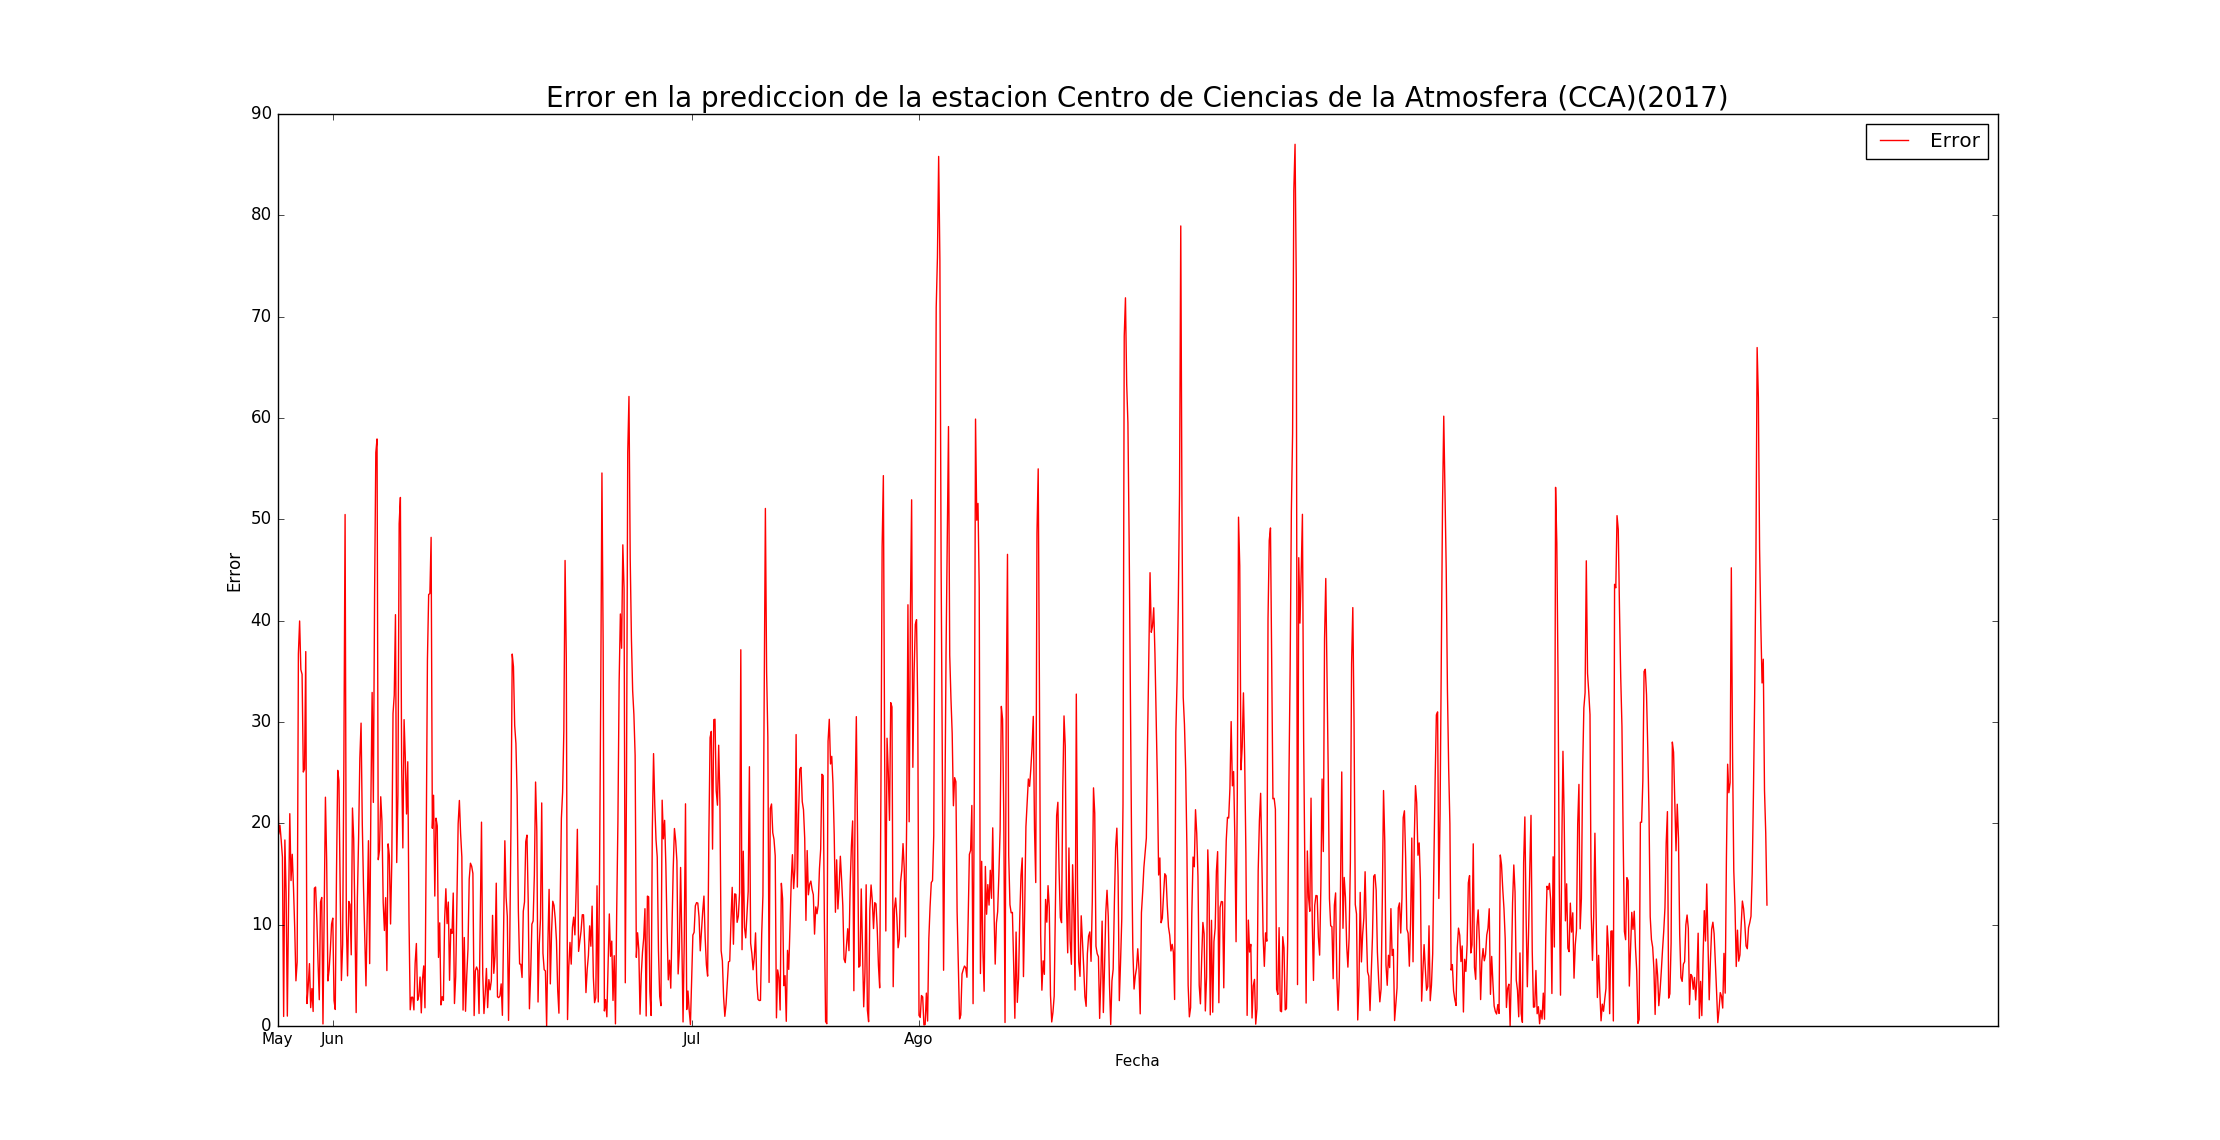 Error en la prediccion de la estacion Centro de Ciencias de la Atmosfera (CCA)(2017)
Error
90
80
70
60
50
40
30
20
10
0
Error
May Jun Jul Ago
Fecha